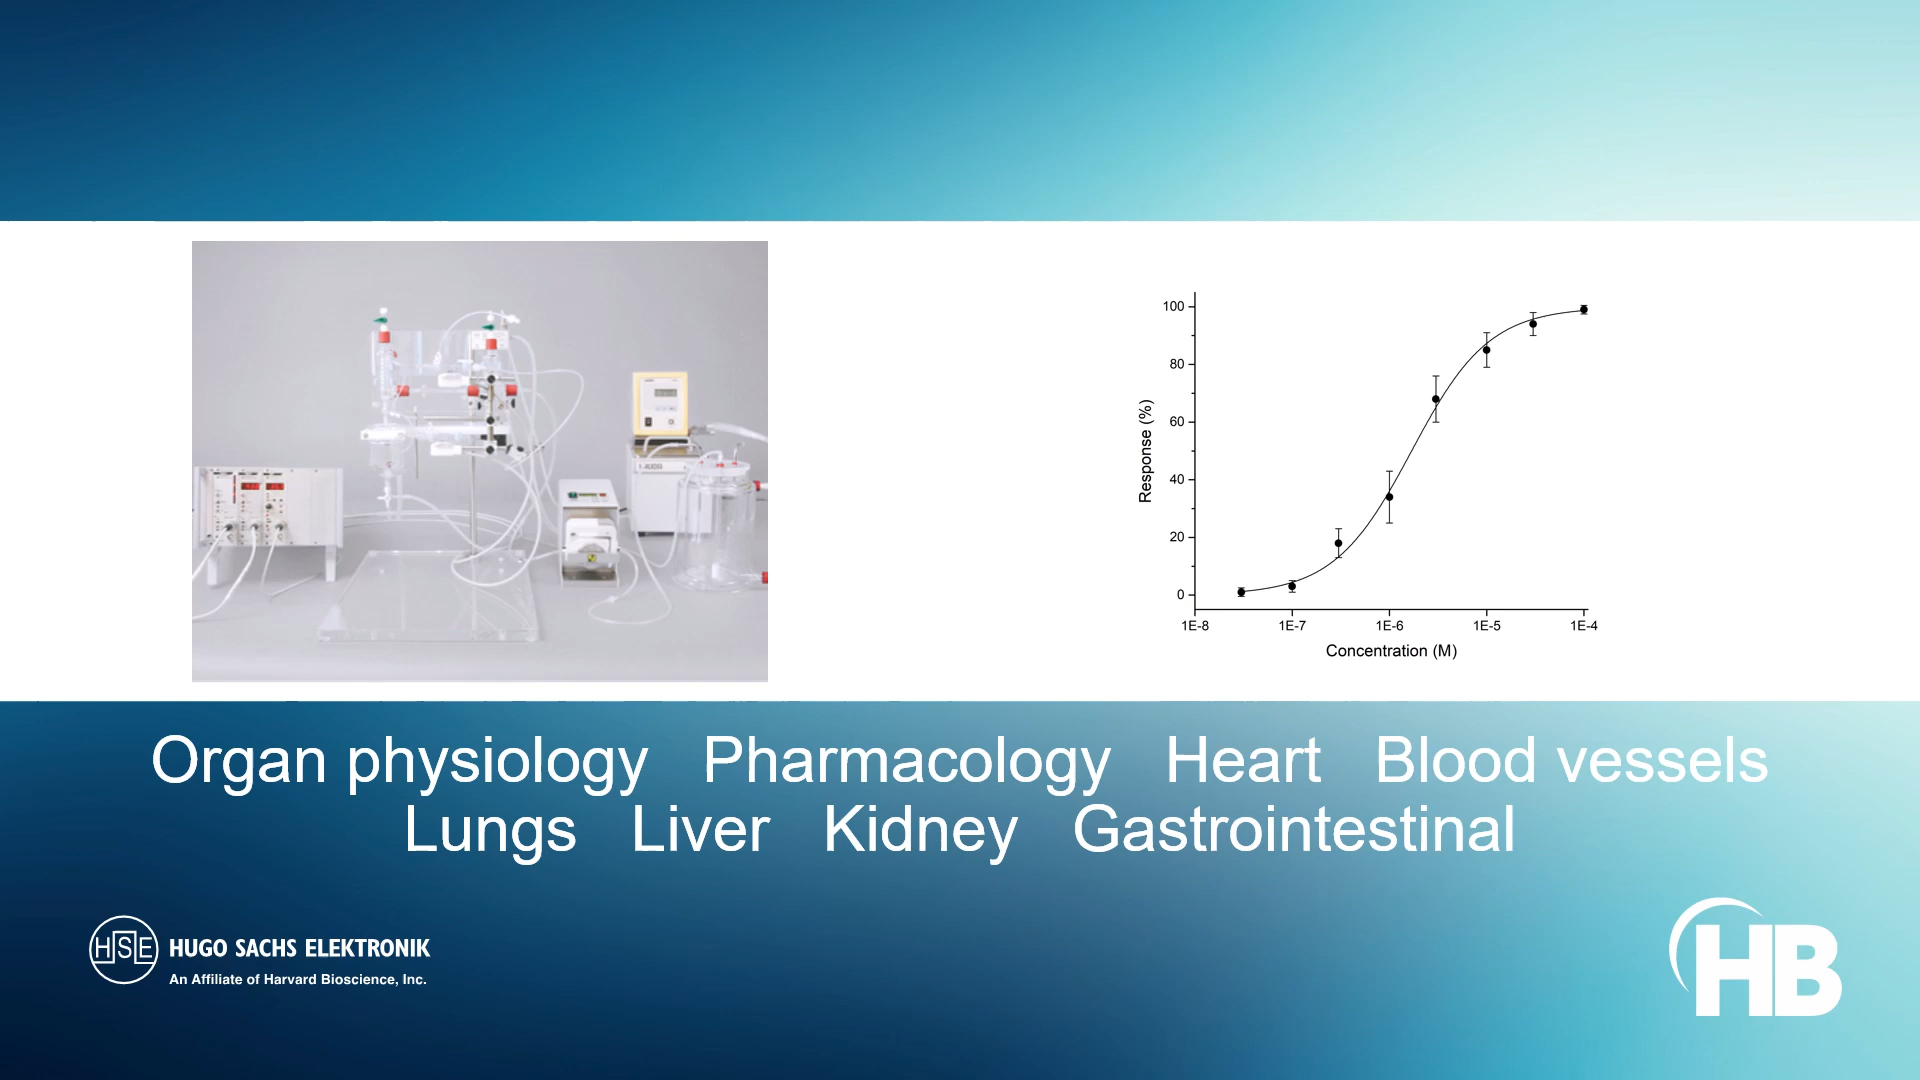 100
80
60
40
20
0
Response (%)
1E-8 1E-7 1E-6 1E-5 1E-4
Concentration (M)
Organ physiology Pharmacology Heart Blood vessels
Lungs Liver Kidney Gastrointestinal
HSE HUGO SACHS ELEKTRONIK
An Affiliate of Harvard Bioscience, Inc.
HB